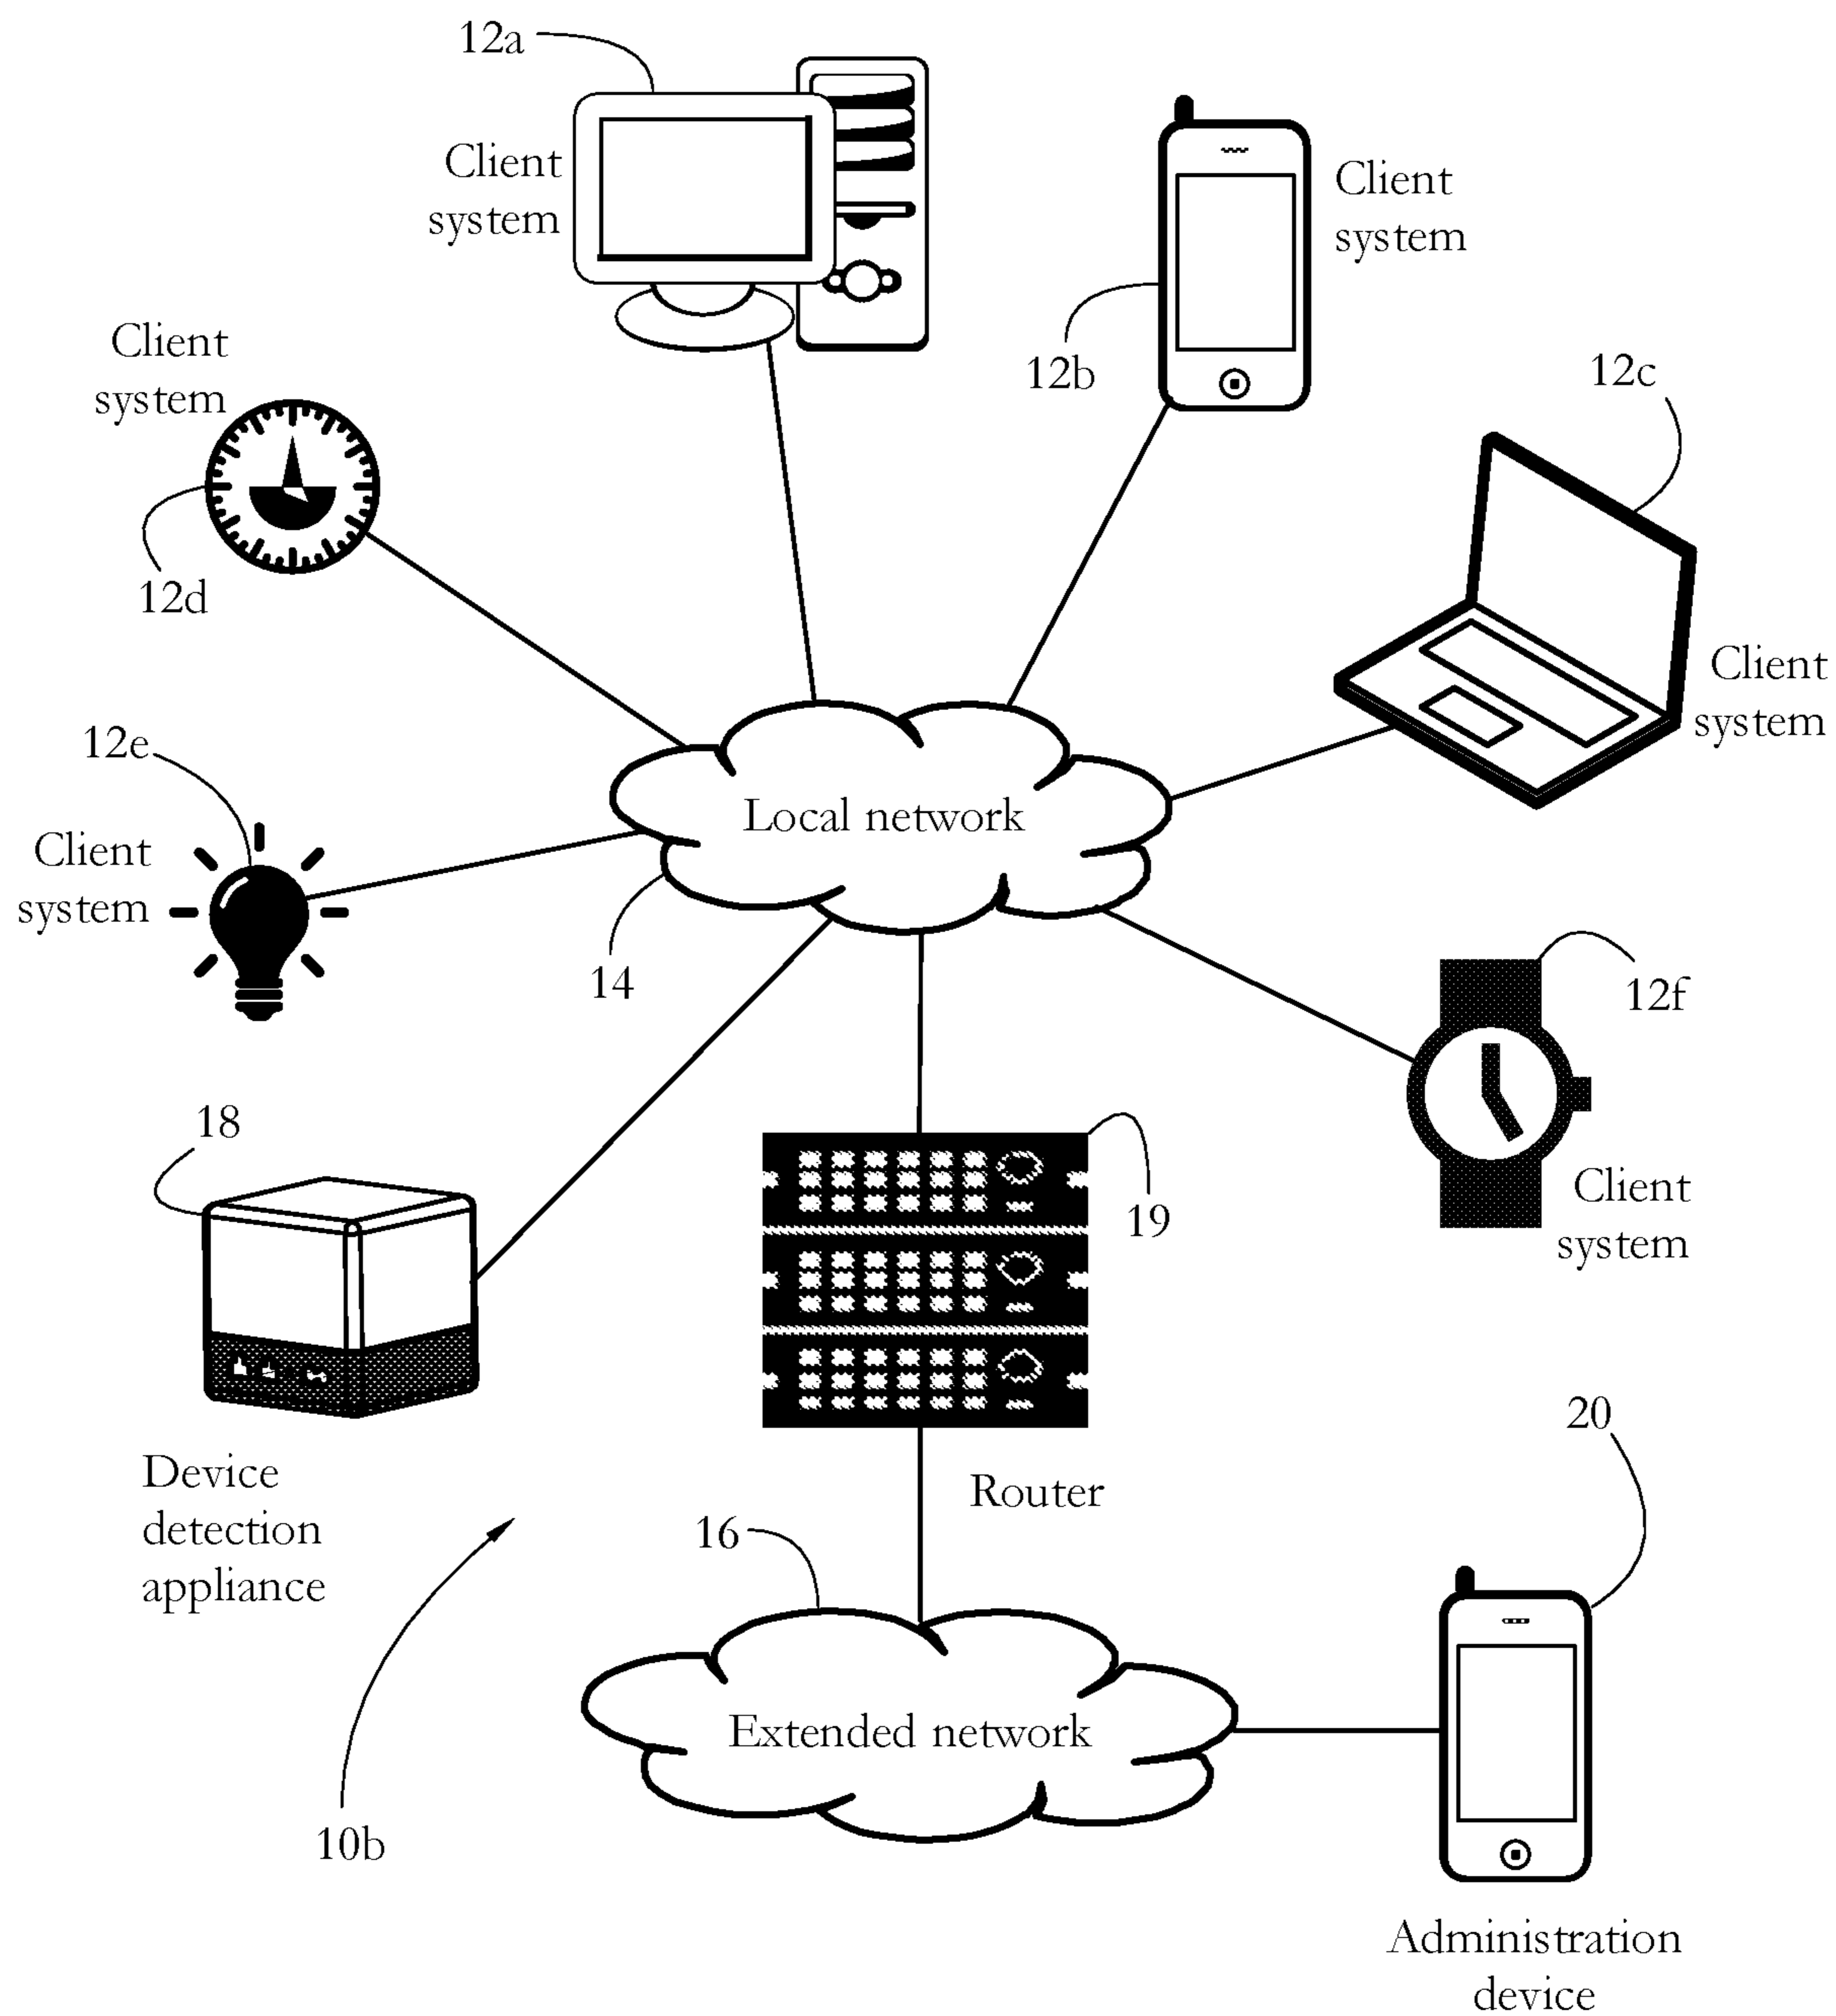 12a
Client
system
Client
system
12b
Client
system
12d
12c
Client
system
12e
Client
system
Local network
14
12f
Client
system
18
19
Device
detection
appliance
Router
20
16
Extended network
10b
Administration
device